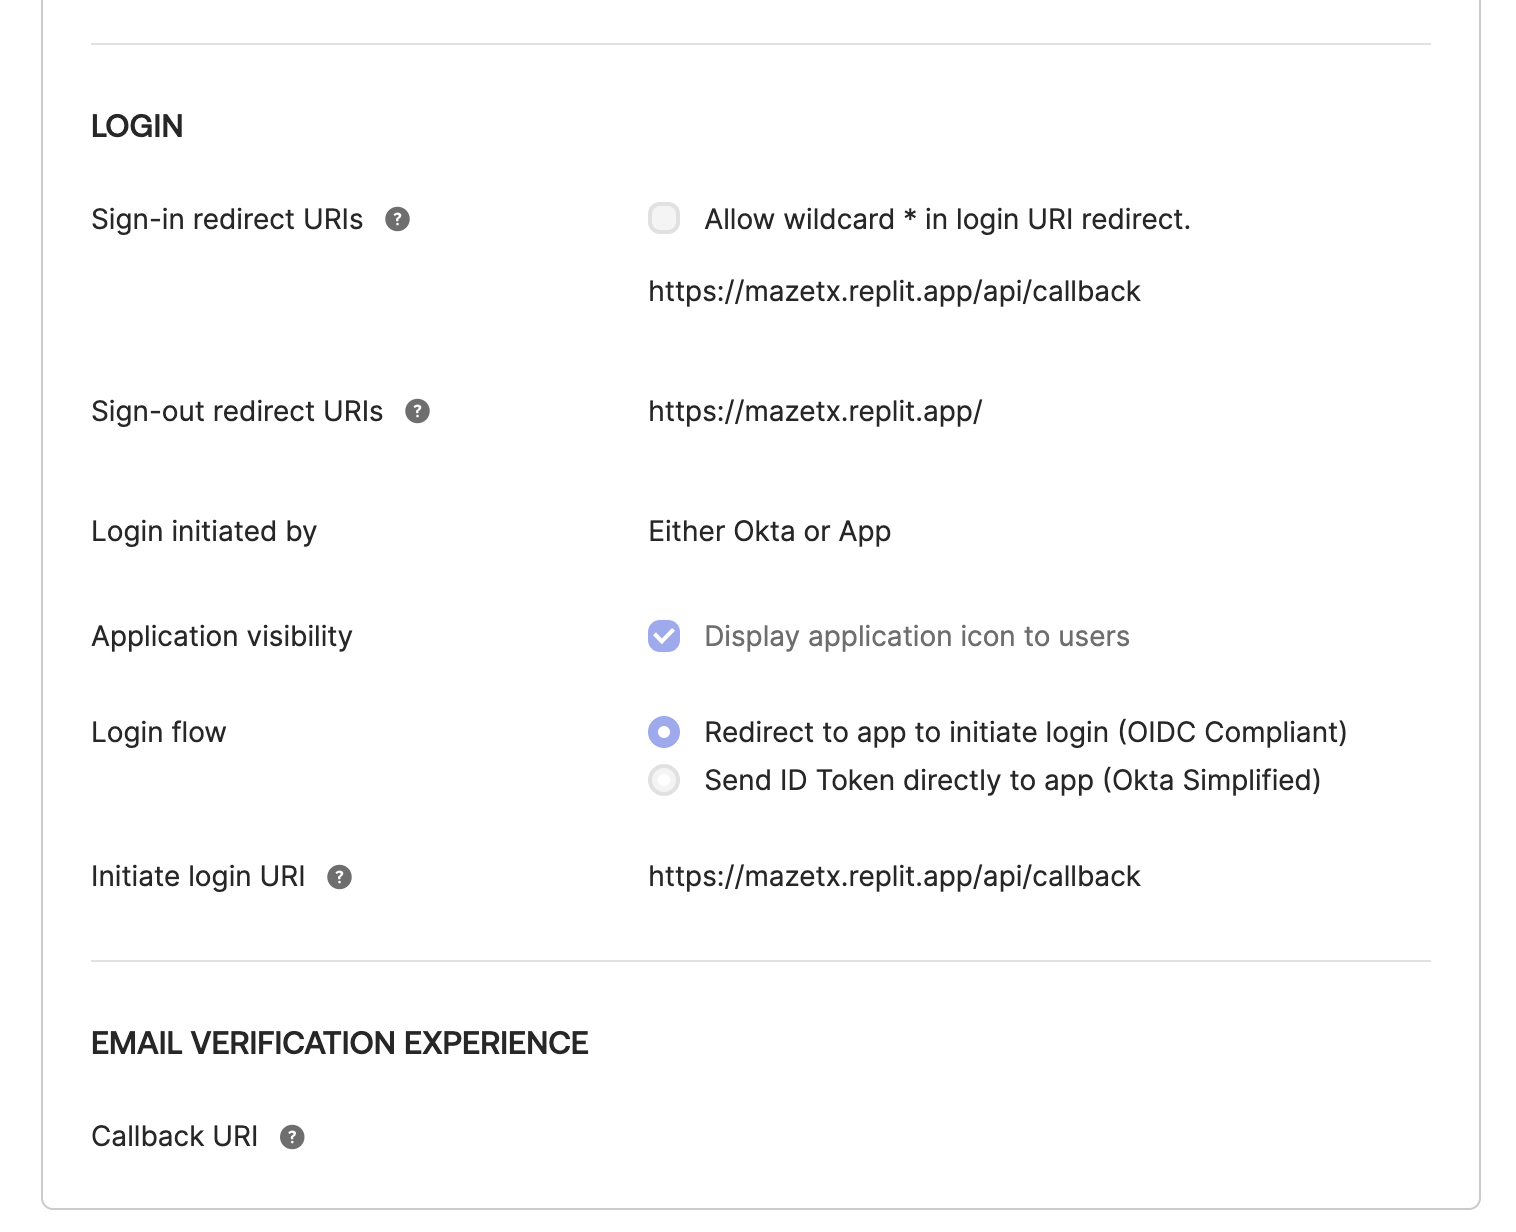 LOGIN
Sign-in redirect URIs ?
Allow wildcard * in login URI redirect.
https://mazetx.replit.app/api/callback
Sign-out redirect URIs ?
https://mazetx.replit.app/
Login initiated by
Either Okta or App
Application visibility
Display application icon to users
Login flow
Redirect to app to initiate login (OIDC Compliant)
Send ID Token directly to app (Okta Simplified)
Initiate login URI ?
https://mazetx.replit.app/api/callback
EMAIL VERIFICATION EXPERIENCE
Callback URI ?